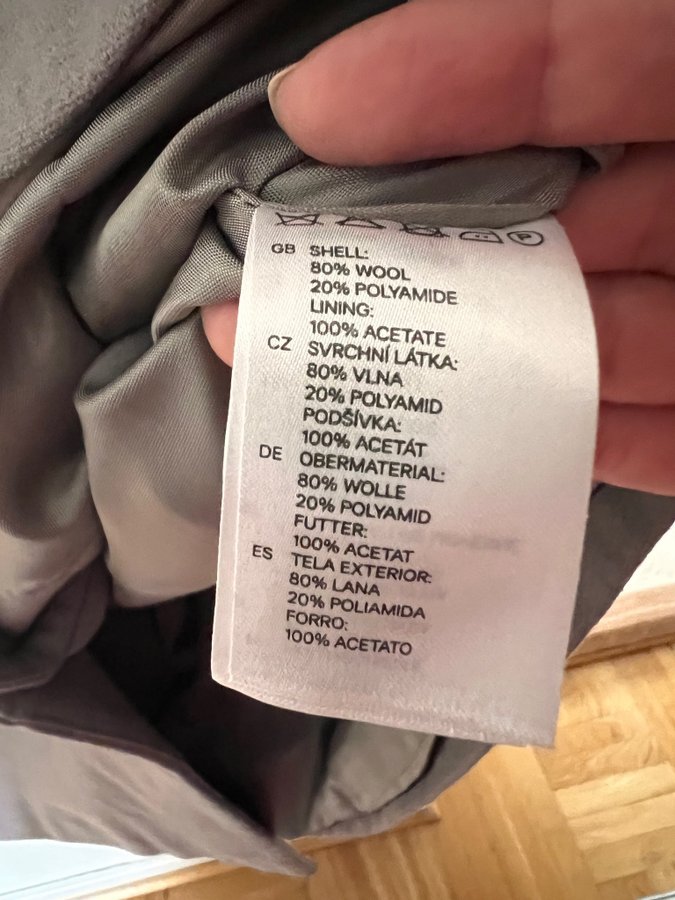 P
GB SHELL:
80% WOOL
20% POLYAMIDE
LINING:
100% ACETATE
CZ SVRCHNÍ LÁTKA:
80% VLNA
20% POLYAMID
PODŠÍVKA:
100% ACETÁT
DE OBERMATERIAL:
80% WOLLE
20% POLYAMID
FUTTER:
100% ACETAT
ES TELA EXTERIOR:
80% LANA
20% POLIAMIDA
FORRO:
100% ACETATO